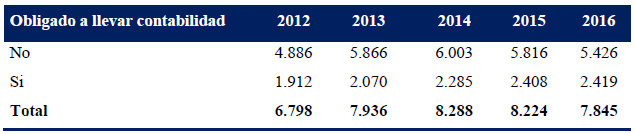 Obligado a llevar contabilidad 2012 2013 2014 2015 2016
No 4.886 5.866 6.003 5.816 5.426
Si 1.912 2.070 2.285 2.408 2.419
Total 6.798 7.936 8.288 8.224 7.845